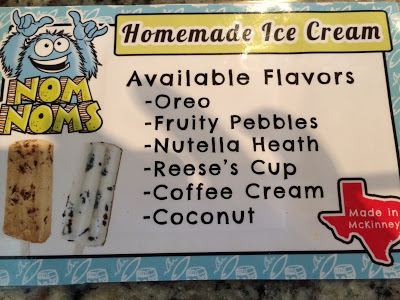 Homemade Ice Cream
NOM
NOMS
Available Flavors
-Oreo
-Fruity Pebbles
-Nutella Heath
-Reese's Cup
-Coffee Cream
-Coconut
Made in
McKinney